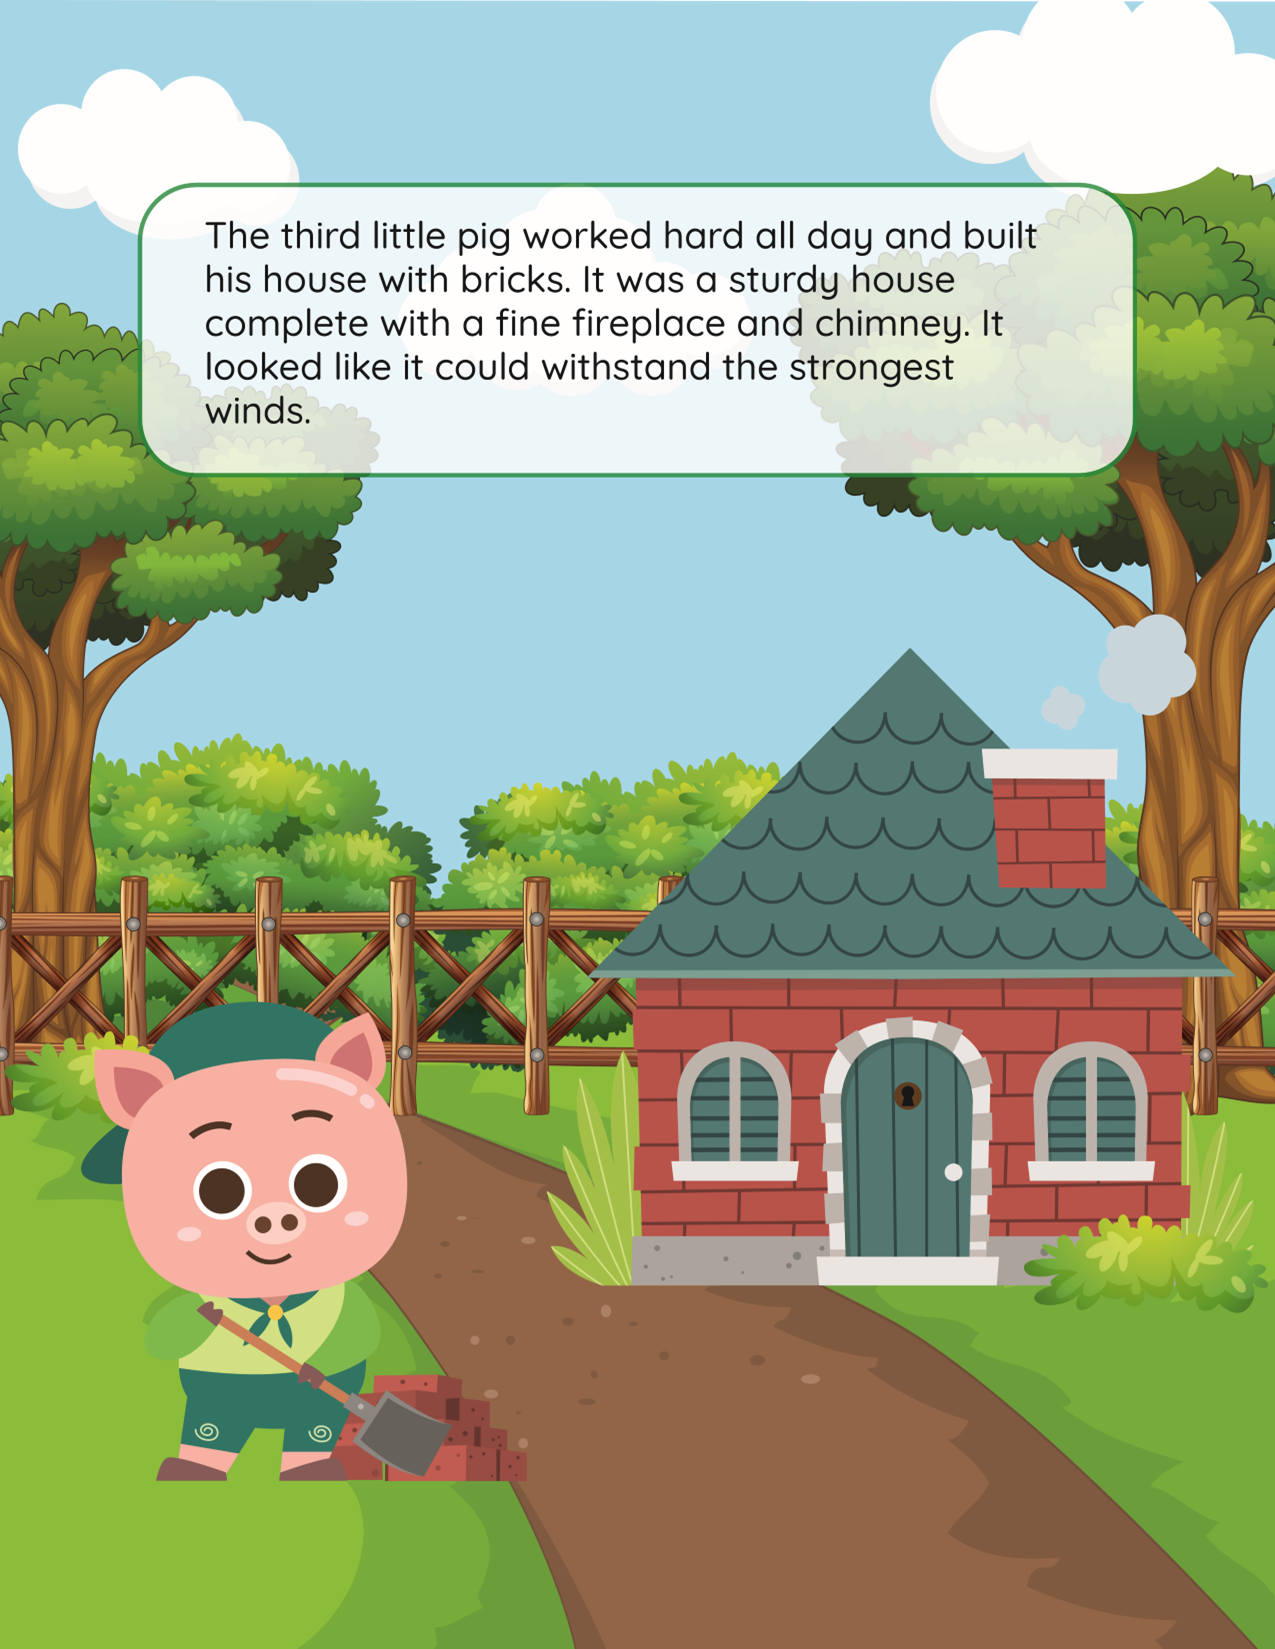 The third little pig worked hard all day and built
his house with bricks. It was a sturdy house
complete with a fine fireplace and chimney. It
looked like it could withstand the strongest
winds.